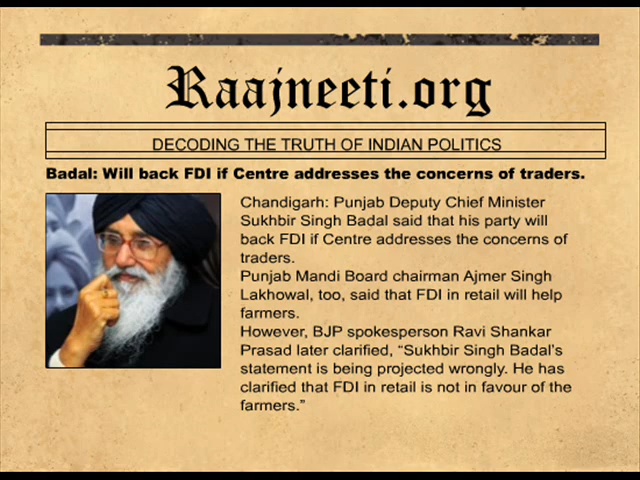 Raajneeti.org
DECODING THE TRUTH OF INDIAN POLITICS
Badal: Will back FDI if Centre addresses the concerns of traders.
Chandigarh: Punjab Deputy Chief Minister
Sukhbir Singh Badal said that his party will
back FDI if Centre addresses the concerns of
traders.
Punjab Mandi Board chairman Ajmer Singh
Lakhowal, too, said that FDI in retail will help
farmers.
However, BJP spokesperson Ravi Shankar
Prasad later clarified, “Sukhbir Singh Badal’s
statement is being projected wrongly. He has
clarified that FDI in retail is not in favour of the
farmers.”